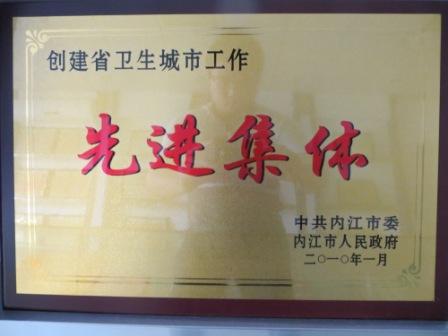 创建省卫生城市工作
先进集体
中共内江市委
内江市人民政府
二〇一〇年一月